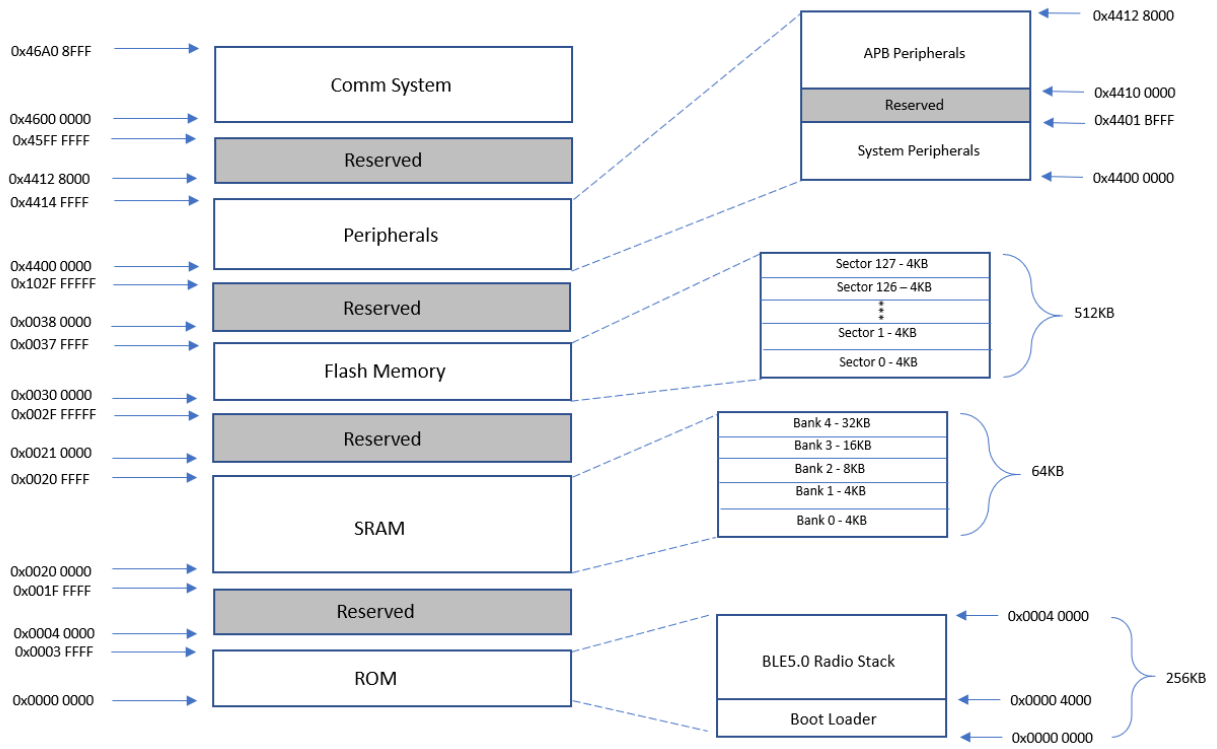 0x46A0 8FFF
Comm System
0x4600 0000
0x45FF FFFF
Reserved
0x4412 8000
0x4414 FFFF
Peripherals
0x4400 0000
0x102F FFFFF
Reserved
0x0038 0000
0x0037 FFFF
Flash Memory
0x0030 0000
0x002F FFFFF
Reserved
0x0021 0000
0x0020 FFFF
SRAM
0x0020 0000
0x001F FFFF
Reserved
0x0004 0000
0x0003 FFFF
ROM
0x0000 0000
0x4412 8000
APB Peripherals
0x4410 0000
Reserved
0x4401 BFFF
System Peripherals
0x4400 0000
Sector 127 - 4KB
Sector 126 – 4KB
Sector 1 - 4KB
Sector 0 - 4KB
512KB
Bank 4 - 32KB
Bank 3 - 16KB
Bank 2 - 8KB
Bank 1 - 4KB
Bank 0 - 4KB
64KB
0x0004 0000
BLE5.0 Radio Stack
0x0000 4000
Boot Loader
0x0000 0000
256KB